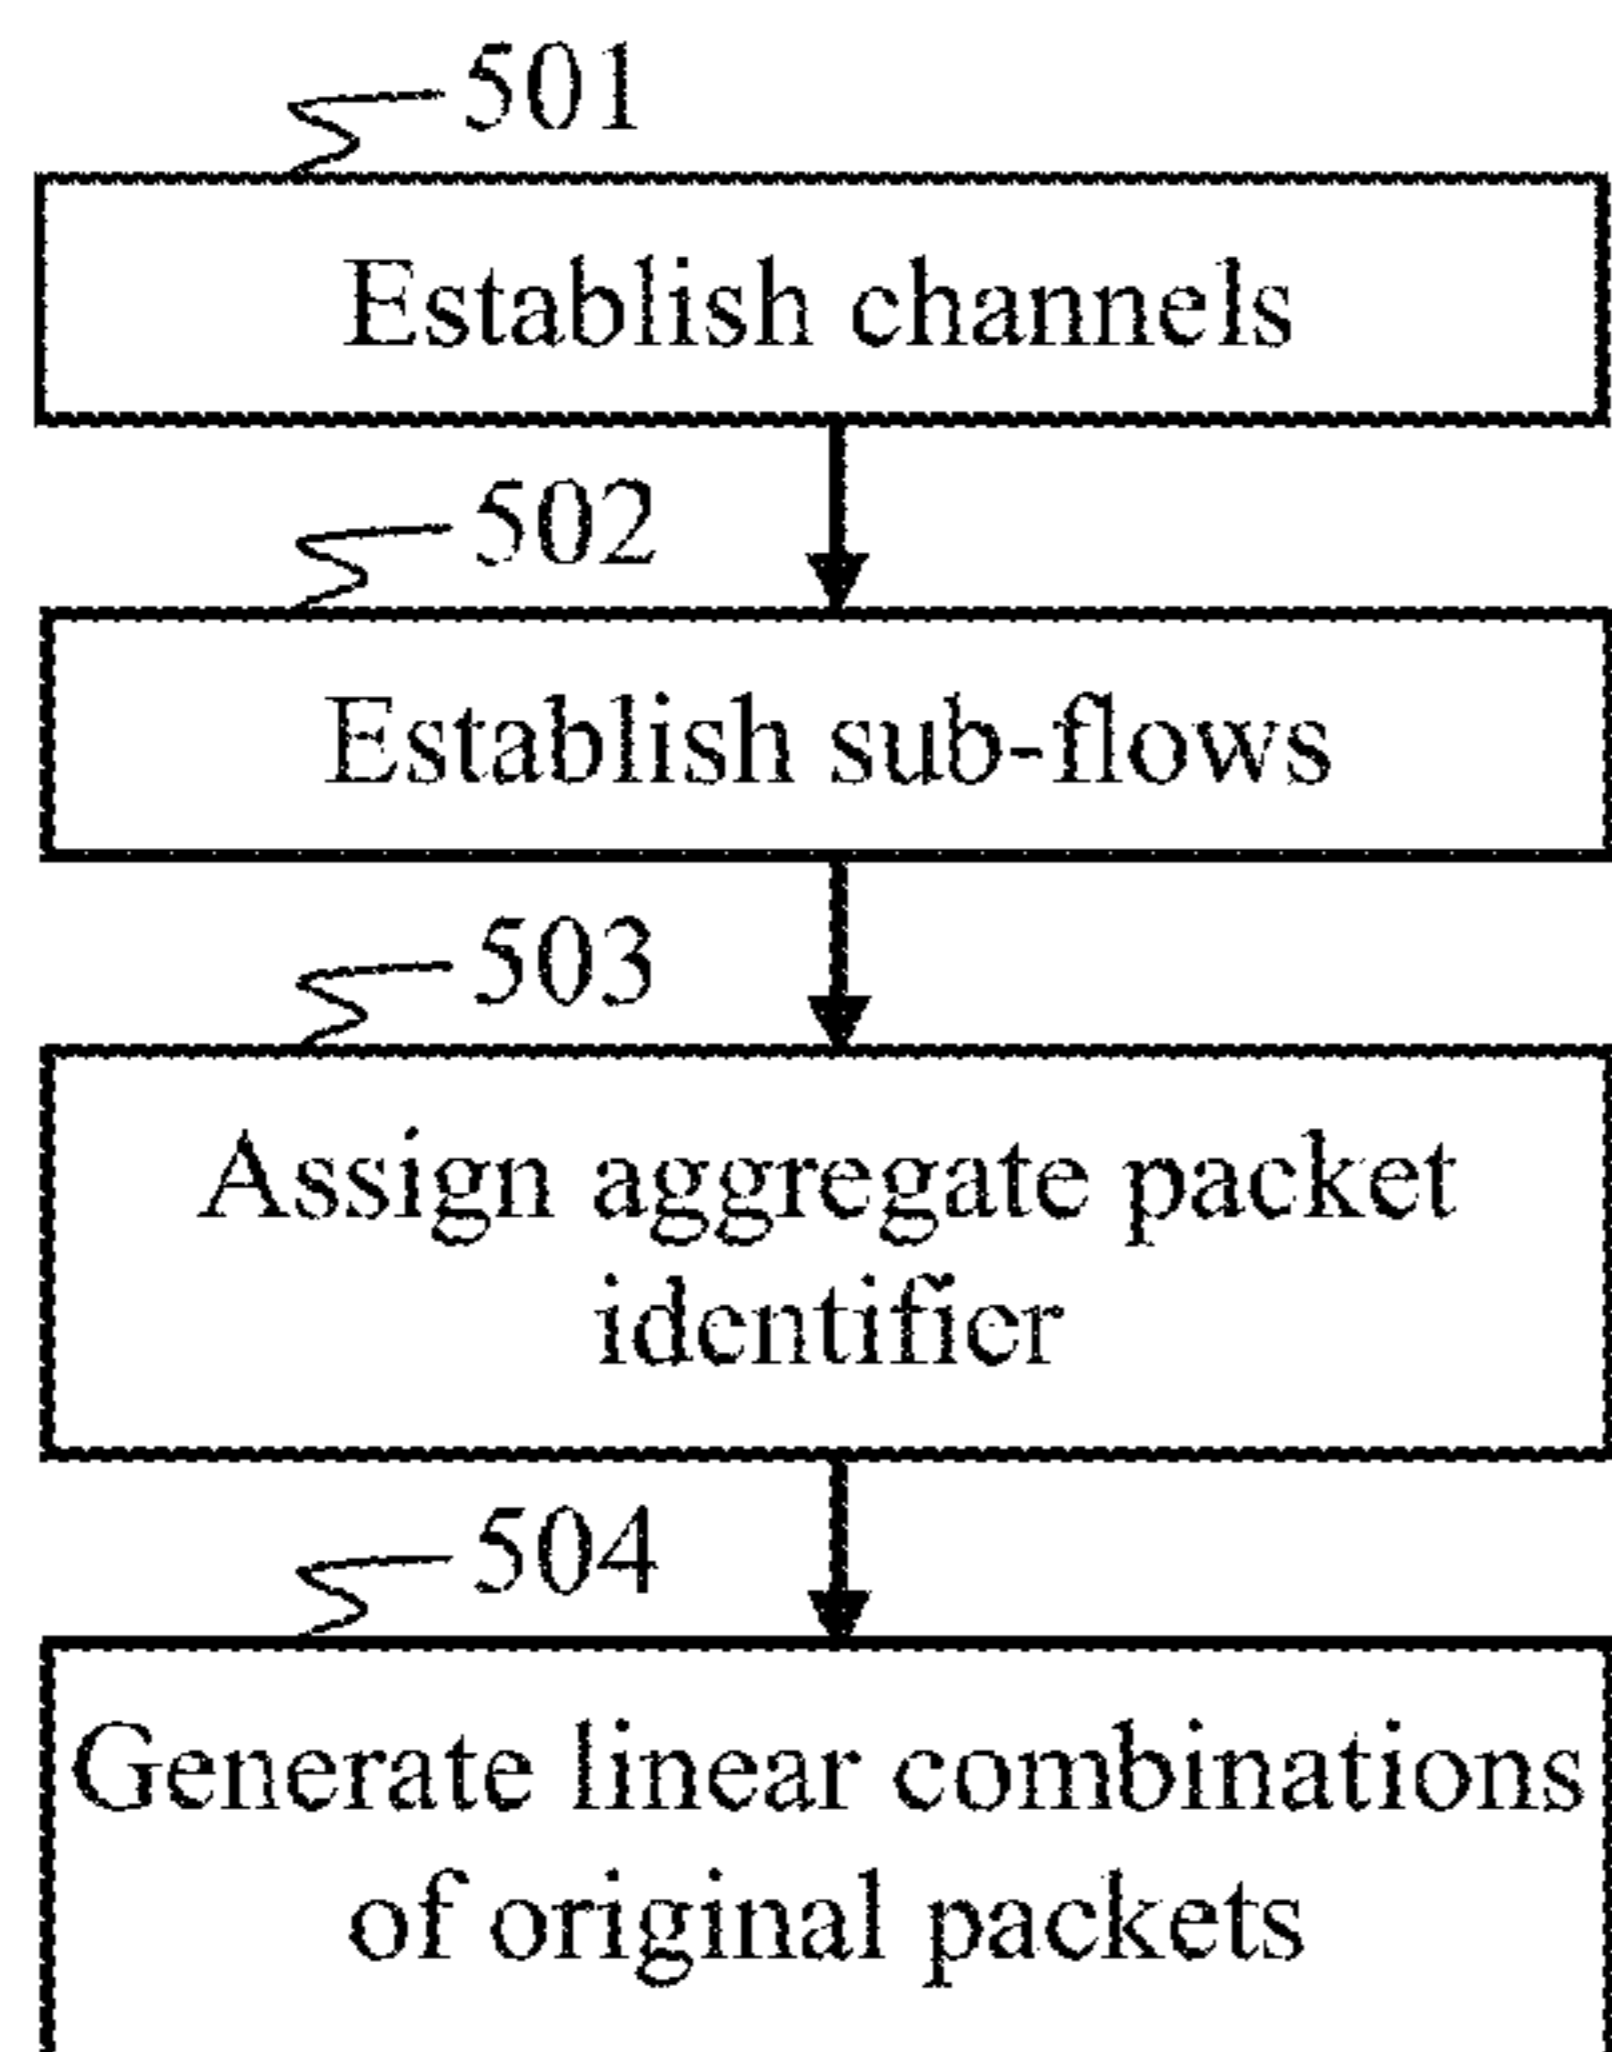 501
Establish channels
502
Establish sub-flows
503
Assign aggregate packet
identifier
504
Generate linear combinations
of original packets